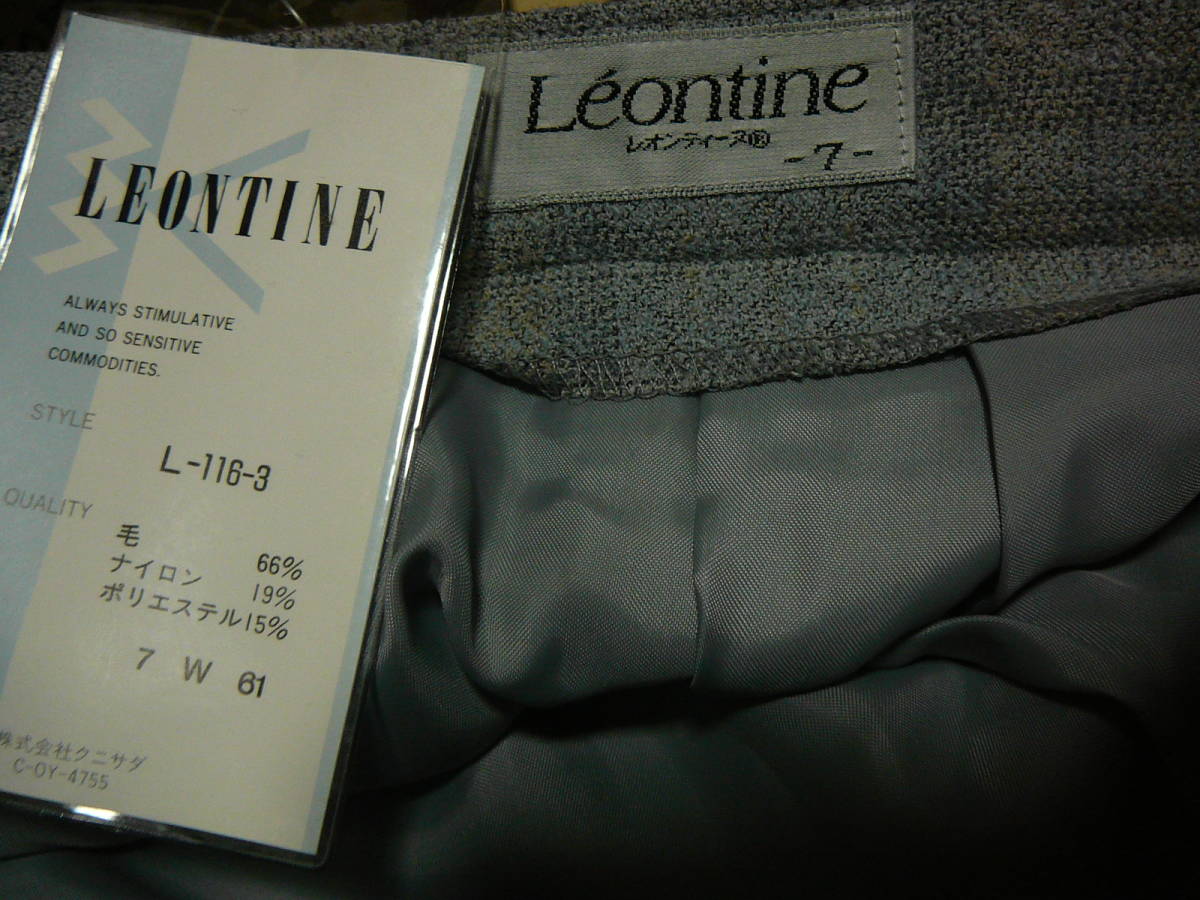 LEONTINE
ALWAYS STIMULATIVE
AND SO SENSITIVE
COMMODITIES.
STYLE
L-116-3
QUALITY
毛 66%
ナイロン 19%
ポリエステル 15%
7 W 61
株式会社クニサダ
C-OY-4755
Léontine
レオンティーヌ®
-7-